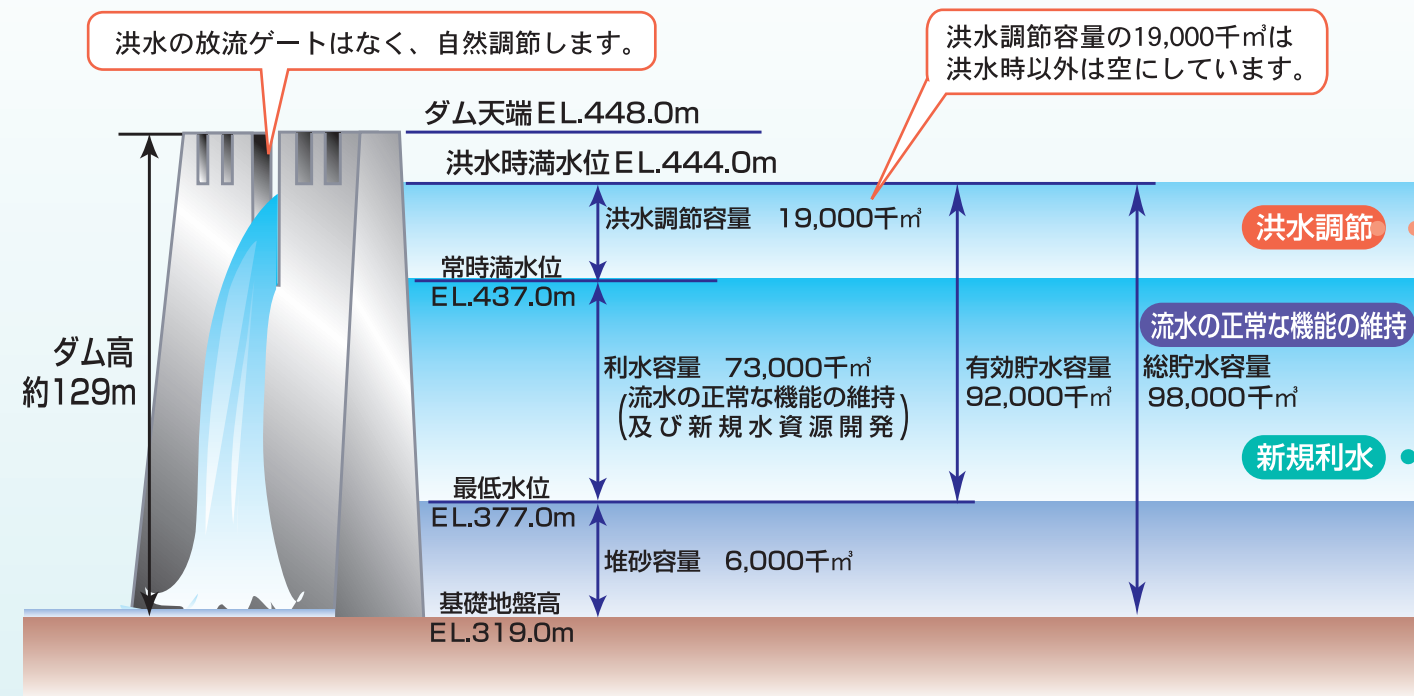 洪水の放流ゲートはなく、自然調節します。
洪水調節容量の19,000千㎥は
洪水時以外は空にしています。
ダム天端EL.448.0m
洪水時満水位EL.444.0m
洪水調節容量 19,000千㎥
洪水調節
常時満水位
EL.437.0m
流水の正常な機能の維持
ダム高
約129m
利水容量 73,000千㎥
(流水の正常な機能の維持
及び新規水資源開発)
有効貯水容量
92,000千㎥
総貯水容量
98,000千㎥
新規利水
最低水位
EL.377.0m
堆砂容量 6,000千㎥
基礎地盤高
EL.319.0m